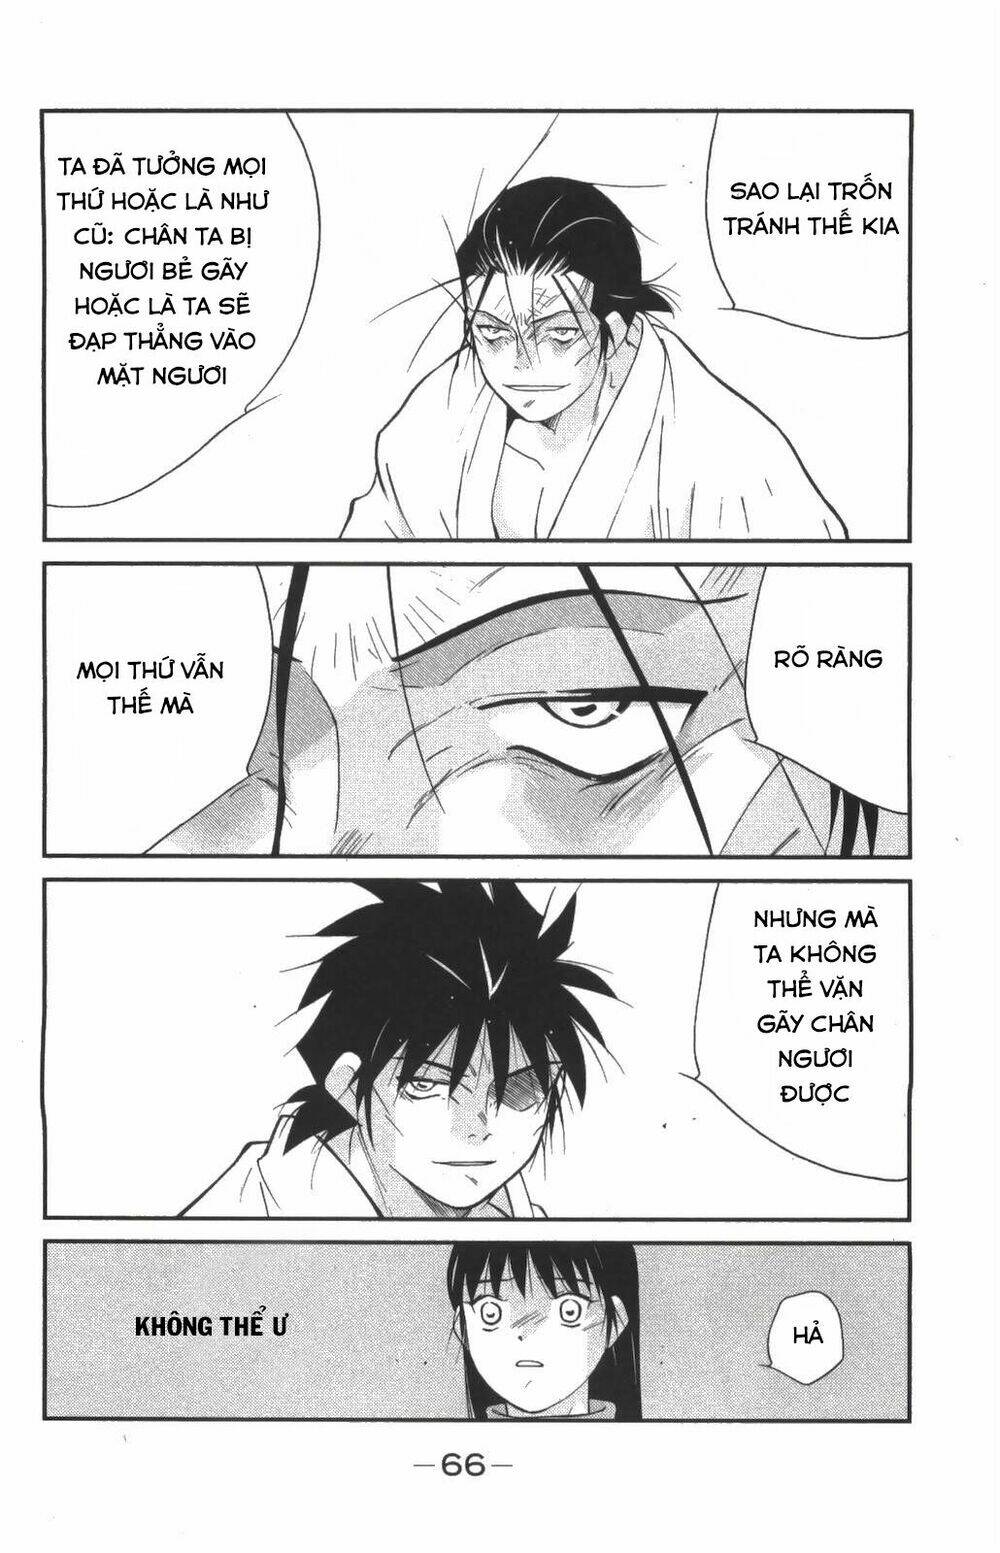 SAO LẠI TRỐN
TRÁNH THẾ KIA
TA ĐÃ TƯỞNG MỌI
THỨ HOẶC LÀ NHƯ
CŨ: CHÂN TA BỊ
NGƯƠI BẺ GÃY
HOẶC LÀ TA SẼ
ĐẠP THẲNG VÀO
MẶT NGƯƠI
RÕ RÀNG
MỌI THỨ VẪN
THẾ MÀ
NHƯNG MÀ
TA KHÔNG
THỂ VẶN
GÃY CHÂN
NGƯƠI
ĐƯỢC
HẢ
KHÔNG THỂ Ư
—66—